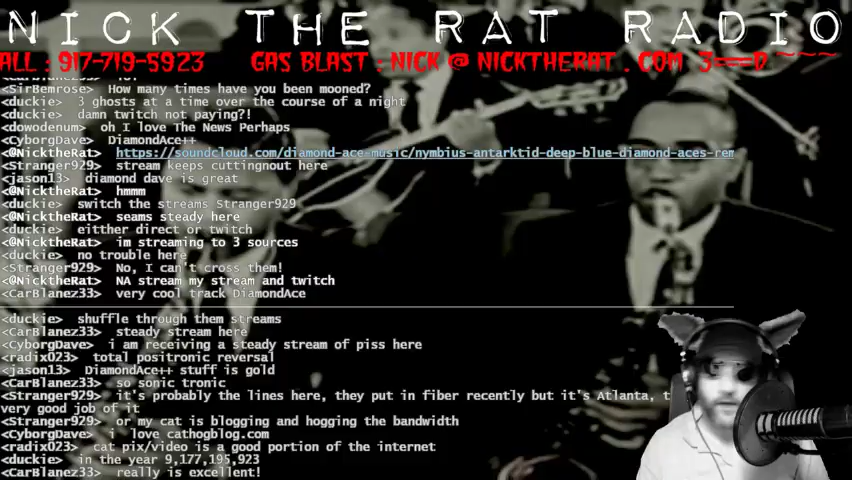 NICK THE RAT RADIO
ALL : 917-719-5923 GAS BLAST : NICK @ NICKTHERAT . COM 3===D ~~~~
<SirBemrose> How many times have you been mooned?
<duckie> 3 ghosts at a time over the course of a night
<duckie> damn twitch not paying?!
<dowodenum> oh I love The News Perhaps
<CyborgDave> DiamondAce++
<@NicktheRat> https://soundcloud.com/diamond-ace-music/nymbius-antarktid-deep-blue-diamond-aces-rem
<Stranger929> stream keeps cuttingnout here
<jason13> diamond dave is great
<@NicktheRat> hmmm
<duckie> switch the streams Stranger929
<@NicktheRat> seams steady here
<duckie> eitther direct or twitch
<@NicktheRat> im streaming to 3 sources
<duckie> no trouble here
<Stranger929> No, I can't cross them!
<@NicktheRat> NA stream my stream and twitch
<CarBlanez33> very cool track DiamondAce
<duckie> shuffle through them streams
<CarBlanez33> steady stream here
<CyborgDave> i am receiving a steady stream of piss here
<radix023> total positronic reversal
<jason13> DiamondAce++ stuff is gold
<CarBlanez33> so sonic tronic
<Stranger929> it's probably the lines here, they put in fiber recently but it's Atlanta, t
very good job of it
<Stranger929> or my cat is blogging and hogging the bandwidth
<CyborgDave> i love cathogblog.com
<radix023> cat pix/video is a good portion of the internet
<duckie> in the year 9,177,195,923
<CarBlanez33> really is excellent!